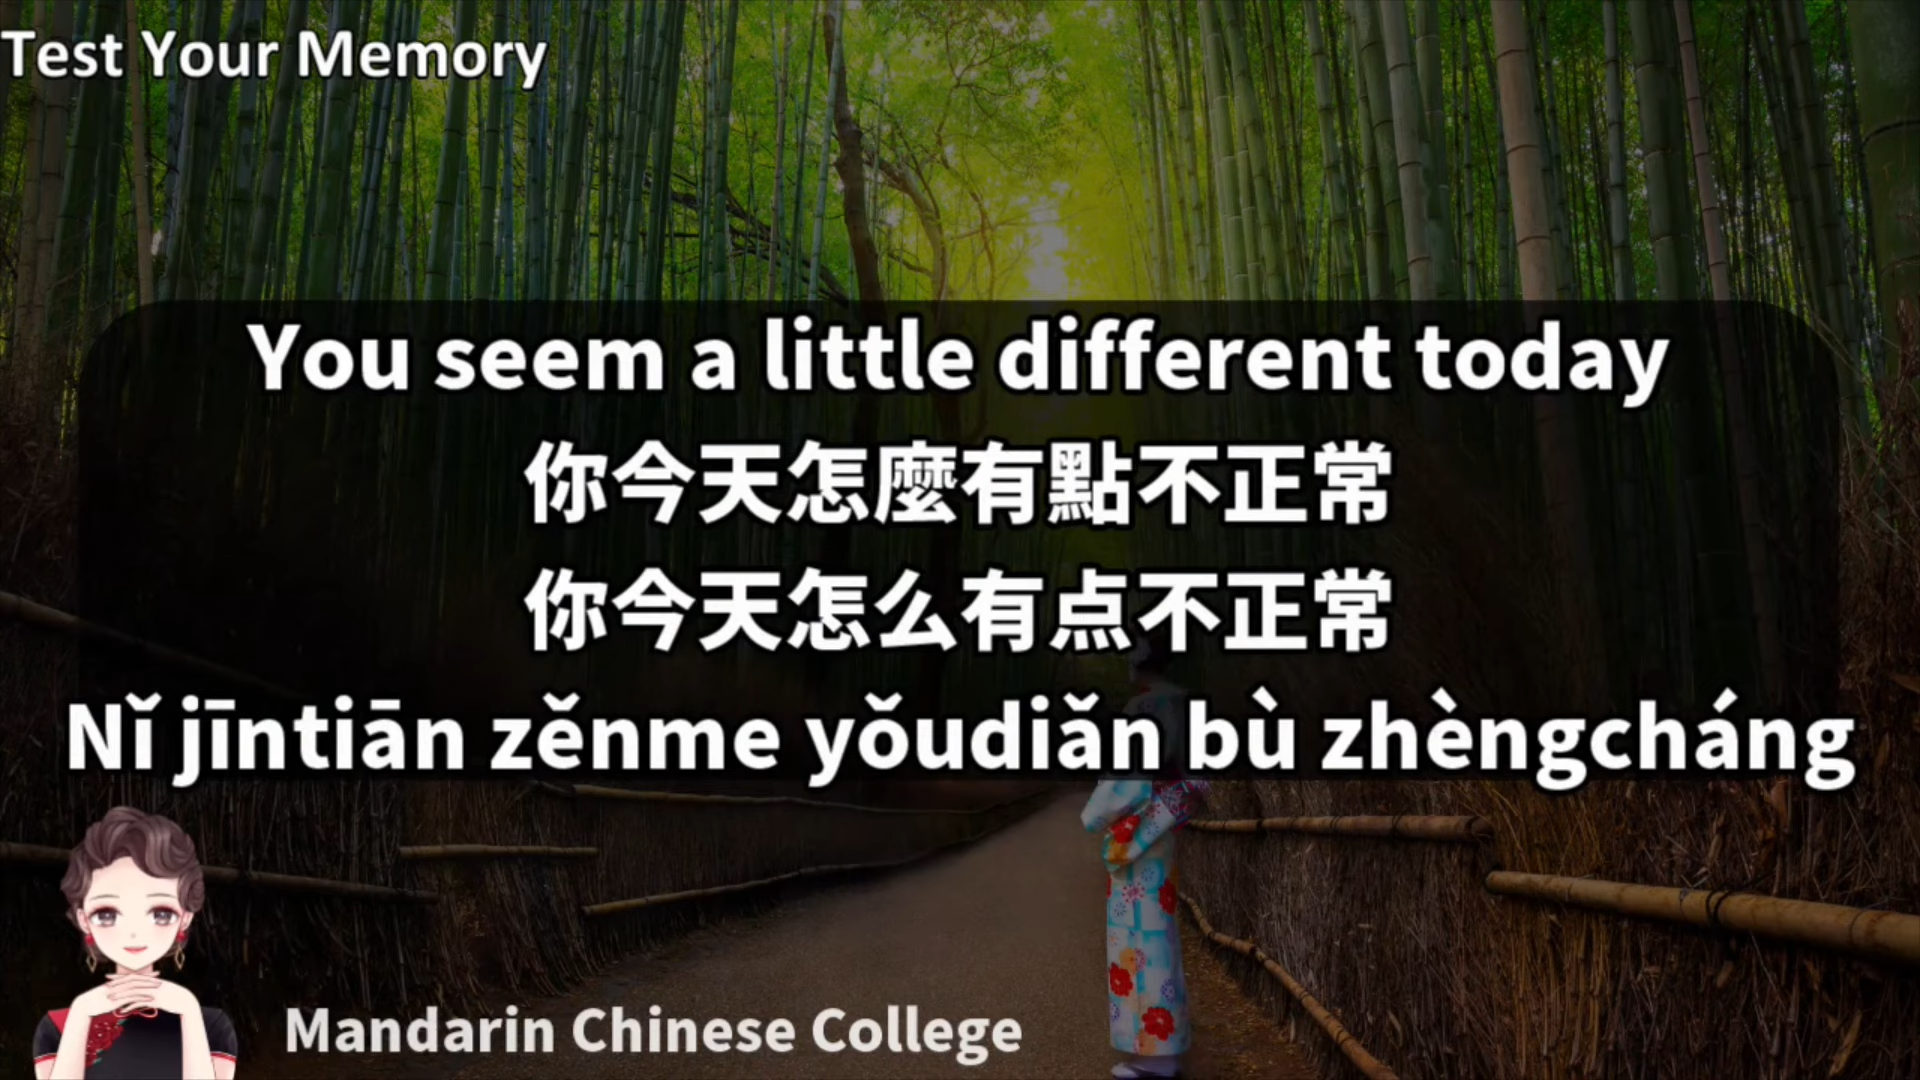 Test Your Memory
You seem a little different today
你今天怎麼有點不正常
你今天怎么有点不正常
Nǐ jīntiān zěnme yǒudiǎn bù zhèngcháng
Mandarin Chinese College